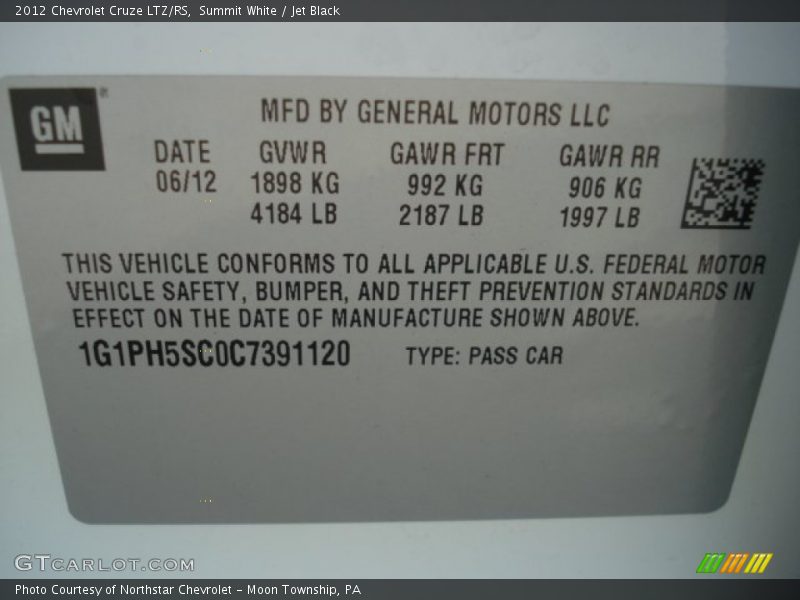 2012 Chevrolet Cruze LTZ/RS, Summit White / Jet Black
GM
MFD BY GENERAL MOTORS LLC
DATE GVWR GAWR FRT GAWR RR
06/12 1898 KG 992 KG 906 KG
4184 LB 2187 LB 1997 LB
THIS VEHICLE CONFORMS TO ALL APPLICABLE U.S. FEDERAL MOTOR
VEHICLE SAFETY, BUMPER, AND THEFT PREVENTION STANDARDS IN
EFFECT ON THE DATE OF MANUFACTURE SHOWN ABOVE.
1G1PH5SC0C7391120 TYPE: PASS CAR
GTCARLOT.COM
Photo Courtesy of Northstar Chevrolet - Moon Township, PA